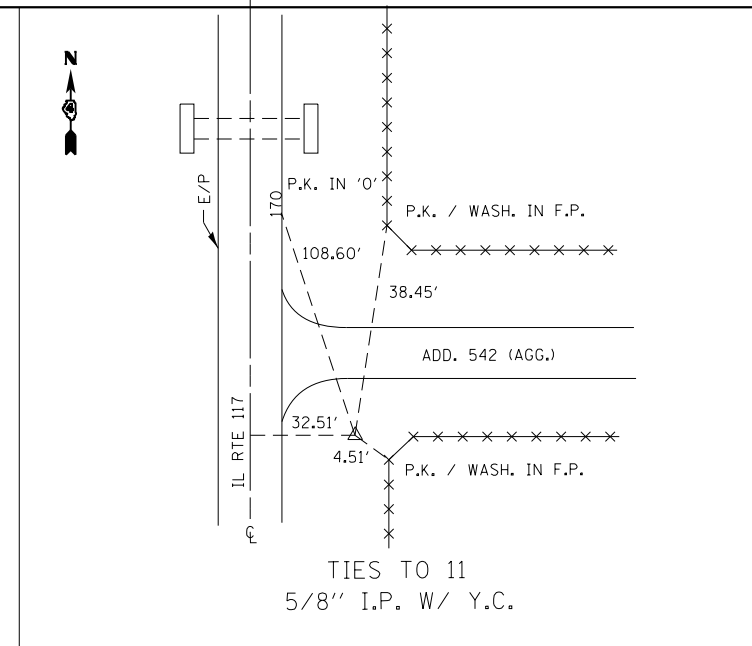 N
4
E/P
P.K. IN 'O'
170
P.K. / WASH. IN F.P.
108.60'
38.45'
ADD. 542 (AGG.)
IL RTE 117
32.51'
4.51'
P.K. / WASH. IN F.P.
℄
TIES TO 11
5/8" I.P. W/ Y.C.